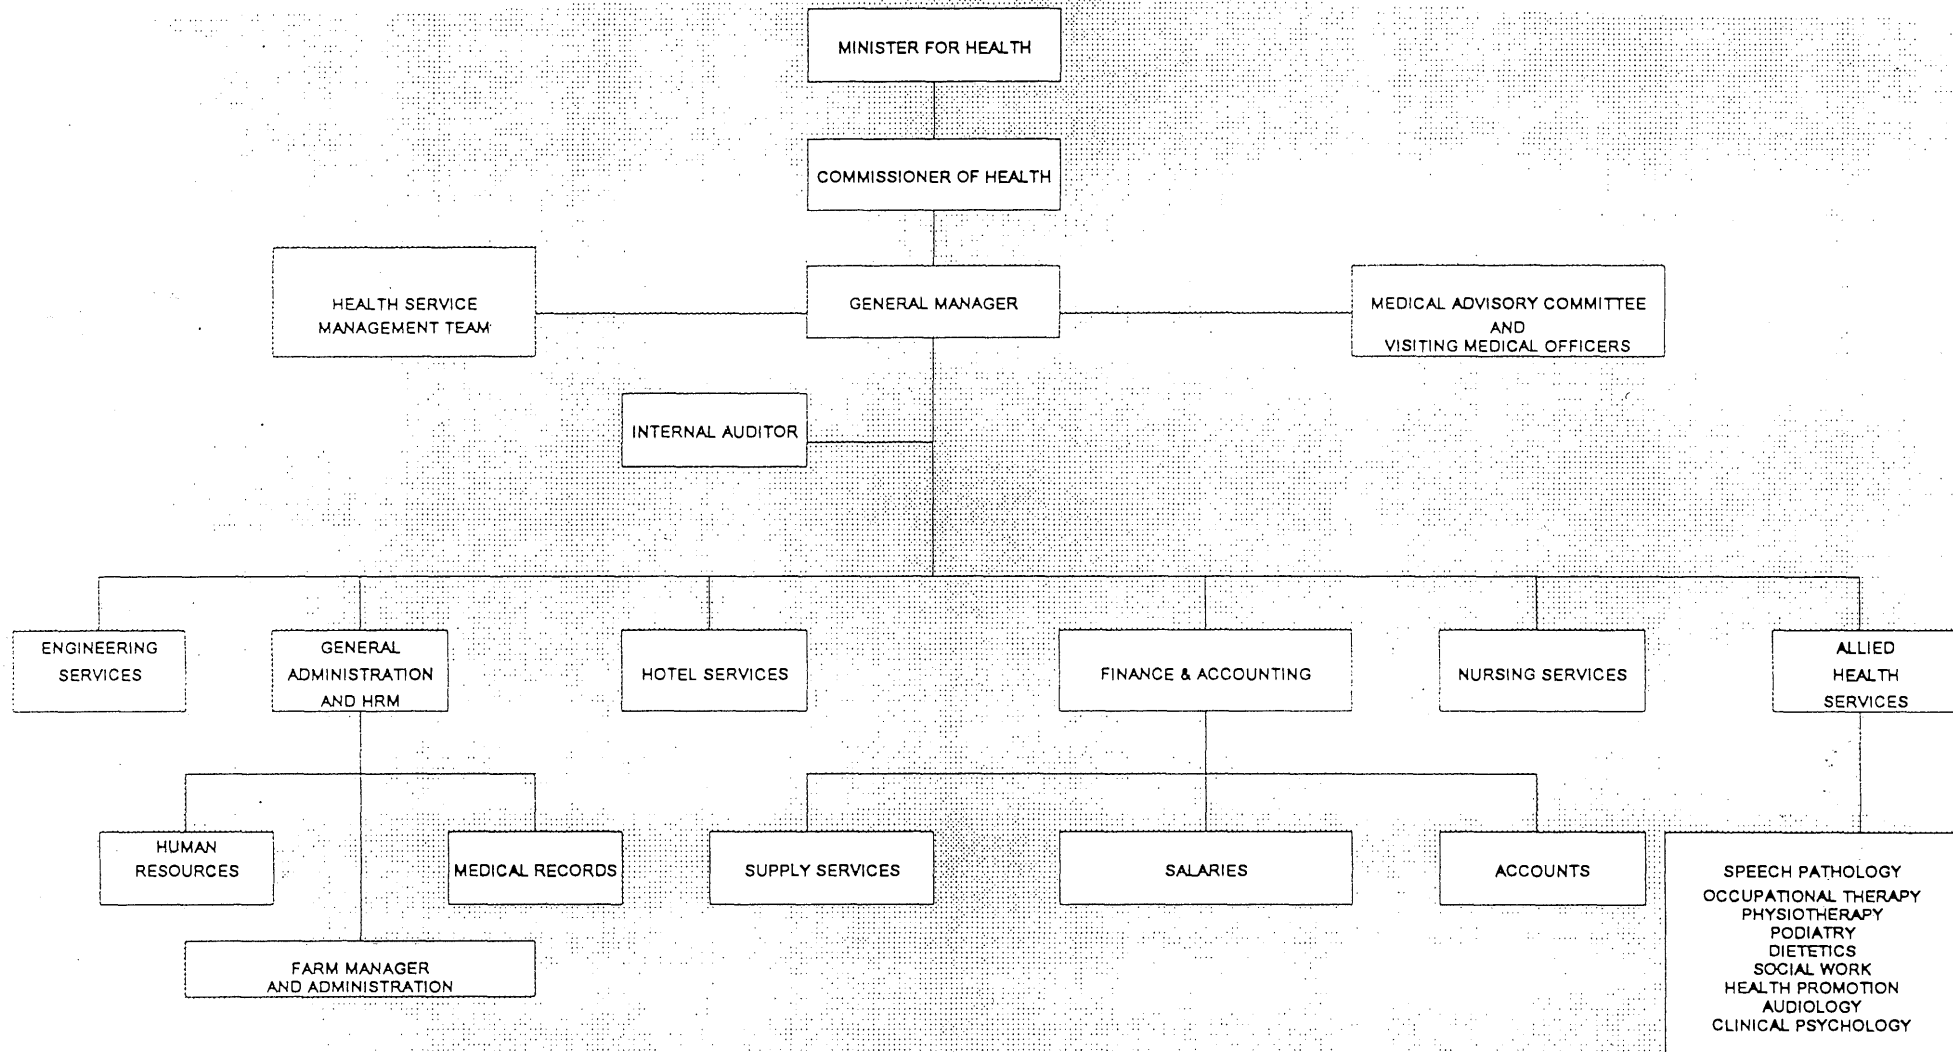 MINISTER FOR HEALTH
COMMISSIONER OF HEALTH
HEALTH SERVICE
MANAGEMENT TEAM
GENERAL MANAGER
MEDICAL ADVISORY COMMITTEE
AND
VISITING MEDICAL OFFICERS
INTERNAL AUDITOR
ENGINEERING
SERVICES
GENERAL
ADMINISTRATION
AND HRM
HOTEL SERVICES
FINANCE & ACCOUNTING
NURSING SERVICES
ALLIED
HEALTH
SERVICES
HUMAN
RESOURCES
MEDICAL RECORDS
SUPPLY SERVICES
SALARIES
ACCOUNTS
SPEECH PATHOLOGY
OCCUPATIONAL THERAPY
PHYSIOTHERAPY
PODIATRY
DIETETICS
SOCIAL WORK
HEALTH PROMOTION
AUDIOLOGY
CLINICAL PSYCHOLOGY
FARM MANAGER
AND ADMINISTRATION